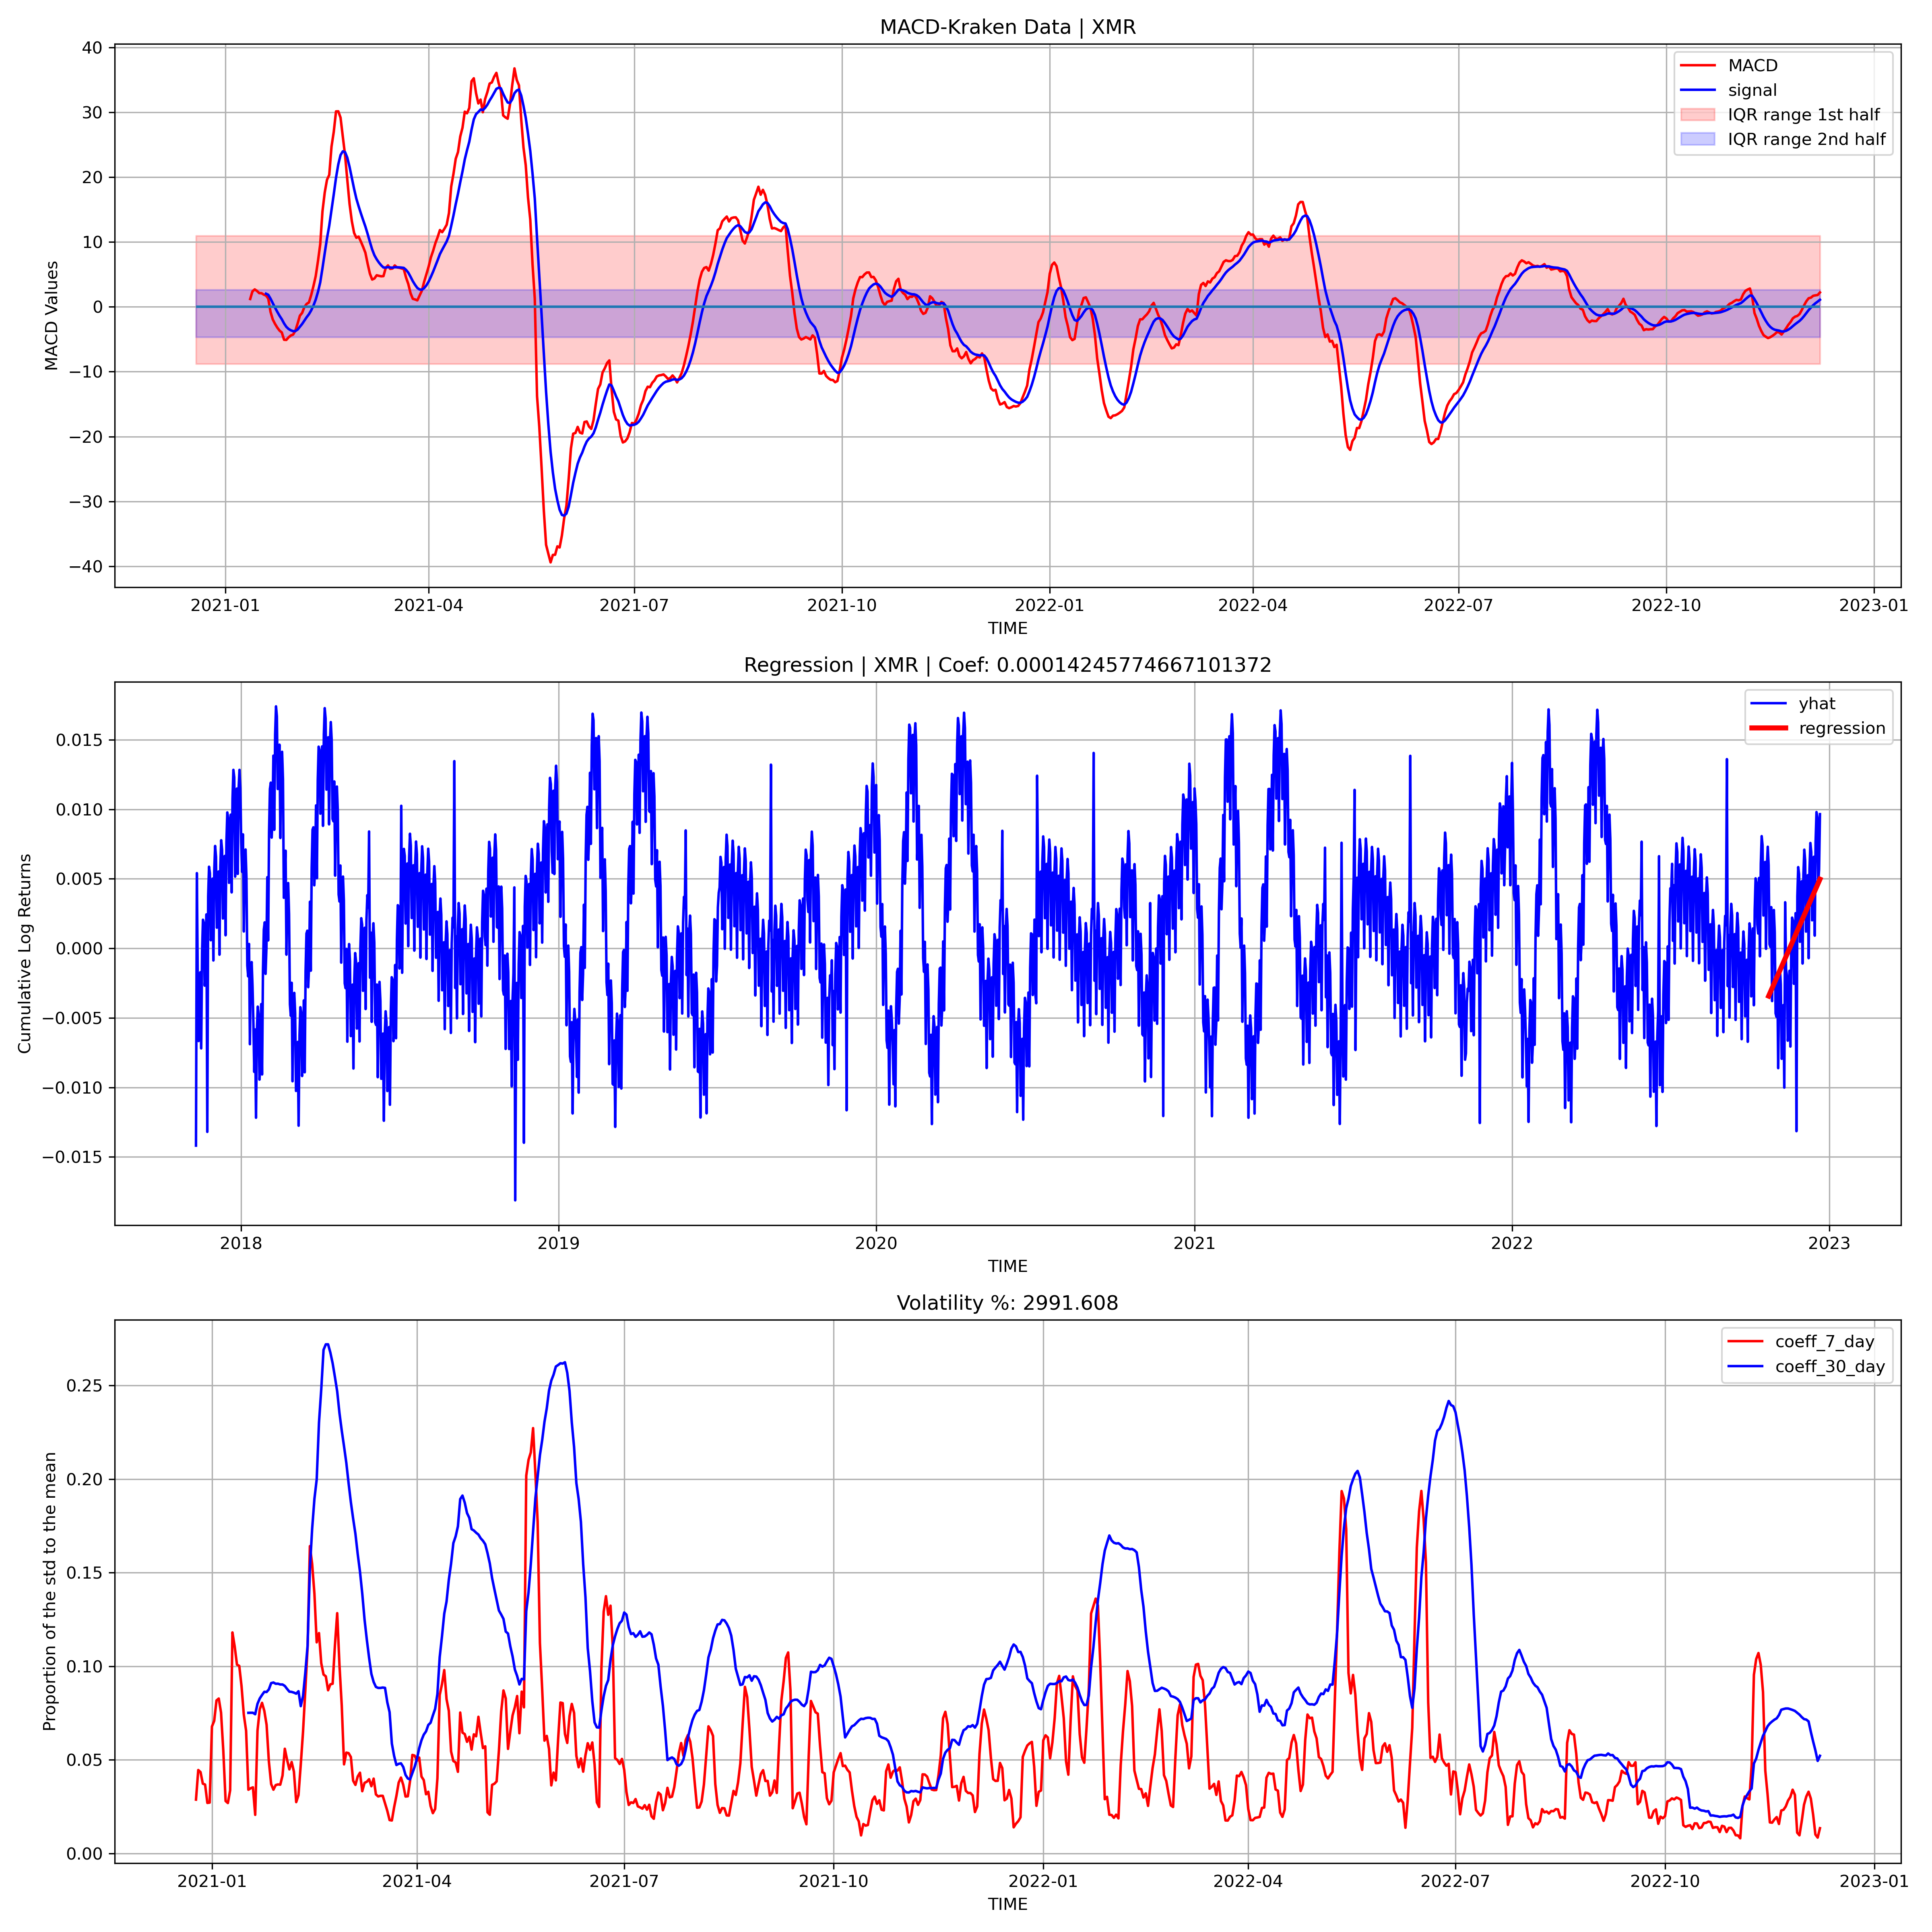 MACD-Kraken Data | XMR
MACD Values
40
30
20
10
0
−10
−20
−30
−40
MACD
signal
IQR range 1st half
IQR range 2nd half
2021-01
2021-04
2021-07
2021-10
2022-01
2022-04
2022-07
2022-10
2023-01
TIME
Regression | XMR | Coef: 0.00014245774667101372
Cumulative Log Returns
0.015
0.010
0.005
0.000
−0.005
−0.010
−0.015
yhat
regression
2018
2019
2020
2021
2022
2023
TIME
Volatility %: 2991.608
Proportion of the std to the mean
0.25
0.20
0.15
0.10
0.05
0.00
coeff_7_day
coeff_30_day
2021-01
2021-04
2021-07
2021-10
2022-01
2022-04
2022-07
2022-10
2023-01
TIME